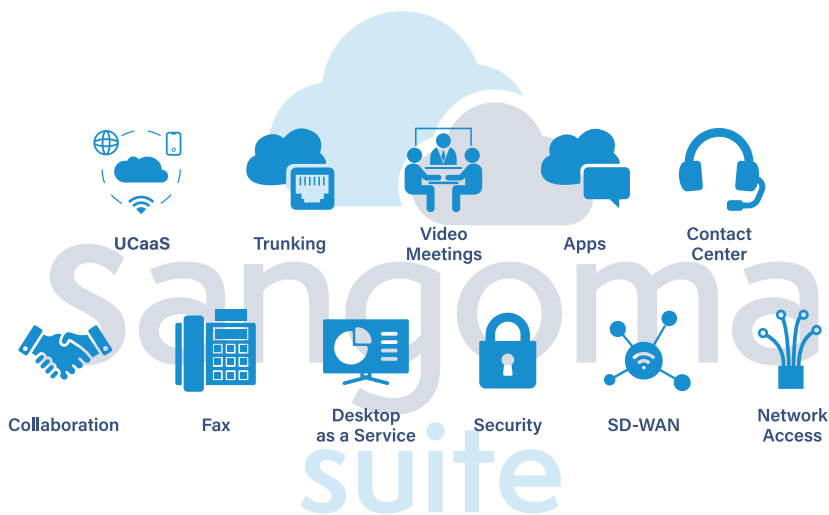 UCaaS
Trunking
Video
Meetings
Apps
Contact
Center
Sangoma
Collaboration
Fax
Desktop
as a Service
Security
SD-WAN
Network
Access
suite